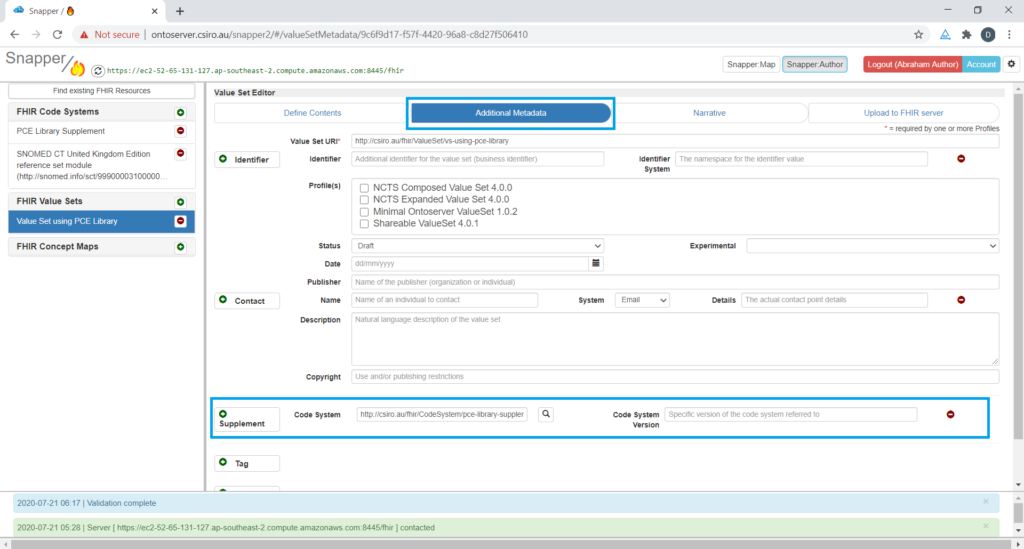 Snapper /
Not secure | ontoserver.csiro.au/snapper2/#/valueSetMetadata/9c6f9d17-f57f-4420-96a8-c8d27f506410
D
Snapper/
https://ec2-52-65-131-127.ap-southeast-2.compute.amazonaws.com:8445/fhir
Snapper:Map
Snapper:Author
Logout (Abraham Author)
Account
Find existing FHIR Resources
FHIR Code Systems
PCE Library Supplement
SNOMED CT United Kingdom Edition
reference set module
(http://snomed.info/sct/99900003100000...
FHIR Value Sets
Value Set using PCE Library
FHIR Concept Maps
Value Set Editor
Define Contents
Additional Metadata
Narrative
Upload to FHIR server
* = required by one or more Profiles
Value Set URI* http://csiro.au/fhir/ValueSet/vs-using-pce-library
Identifier
Identifier Additional identifier for the value set (business identifier)
Identifier System The namespace for the identifier value
Profile(s)
NCTS Composed Value Set 4.0.0
NCTS Expanded Value Set 4.0.0
Minimal Ontoserver ValueSet 1.0.2
Shareable ValueSet 4.0.1
Status Draft
Experimental
Date dd/mm/yyyy
Publisher Name of the publisher (organization or individual)
Contact
Name Name of an individual to contact
System Email
Details The actual contact point details
Description Natural language description of the value set
Copyright Use and/or publishing restrictions
Supplement
Code System http://csiro.au/fhir/CodeSystem/pce-library-suppler
Code System Version Specific version of the code system referred to
Tag
2020-07-21 06:17 | Validation complete
2020-07-21 05:28 | Server [ https://ec2-52-65-131-127.ap-southeast-2.compute.amazonaws.com:8445/fhir ] contacted